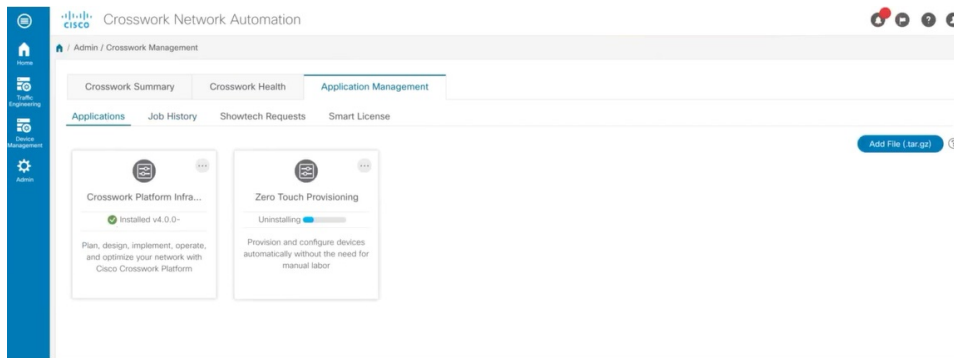 CISCO Crosswork Network Automation
Home
Traffic
Engineering
Device
Management
Admin
/ Admin / Crosswork Management
Crosswork Summary Crosswork Health Application Management
Applications Job History Showtech Requests Smart License
Add File (.tar.gz) ?
Crosswork Platform Infra...
Installed v4.0.0-
Plan, design, implement, operate,
and optimize your network with
Cisco Crosswork Platform
Zero Touch Provisioning
Uninstalling
Provision and configure devices
automatically without the need for
manual labor